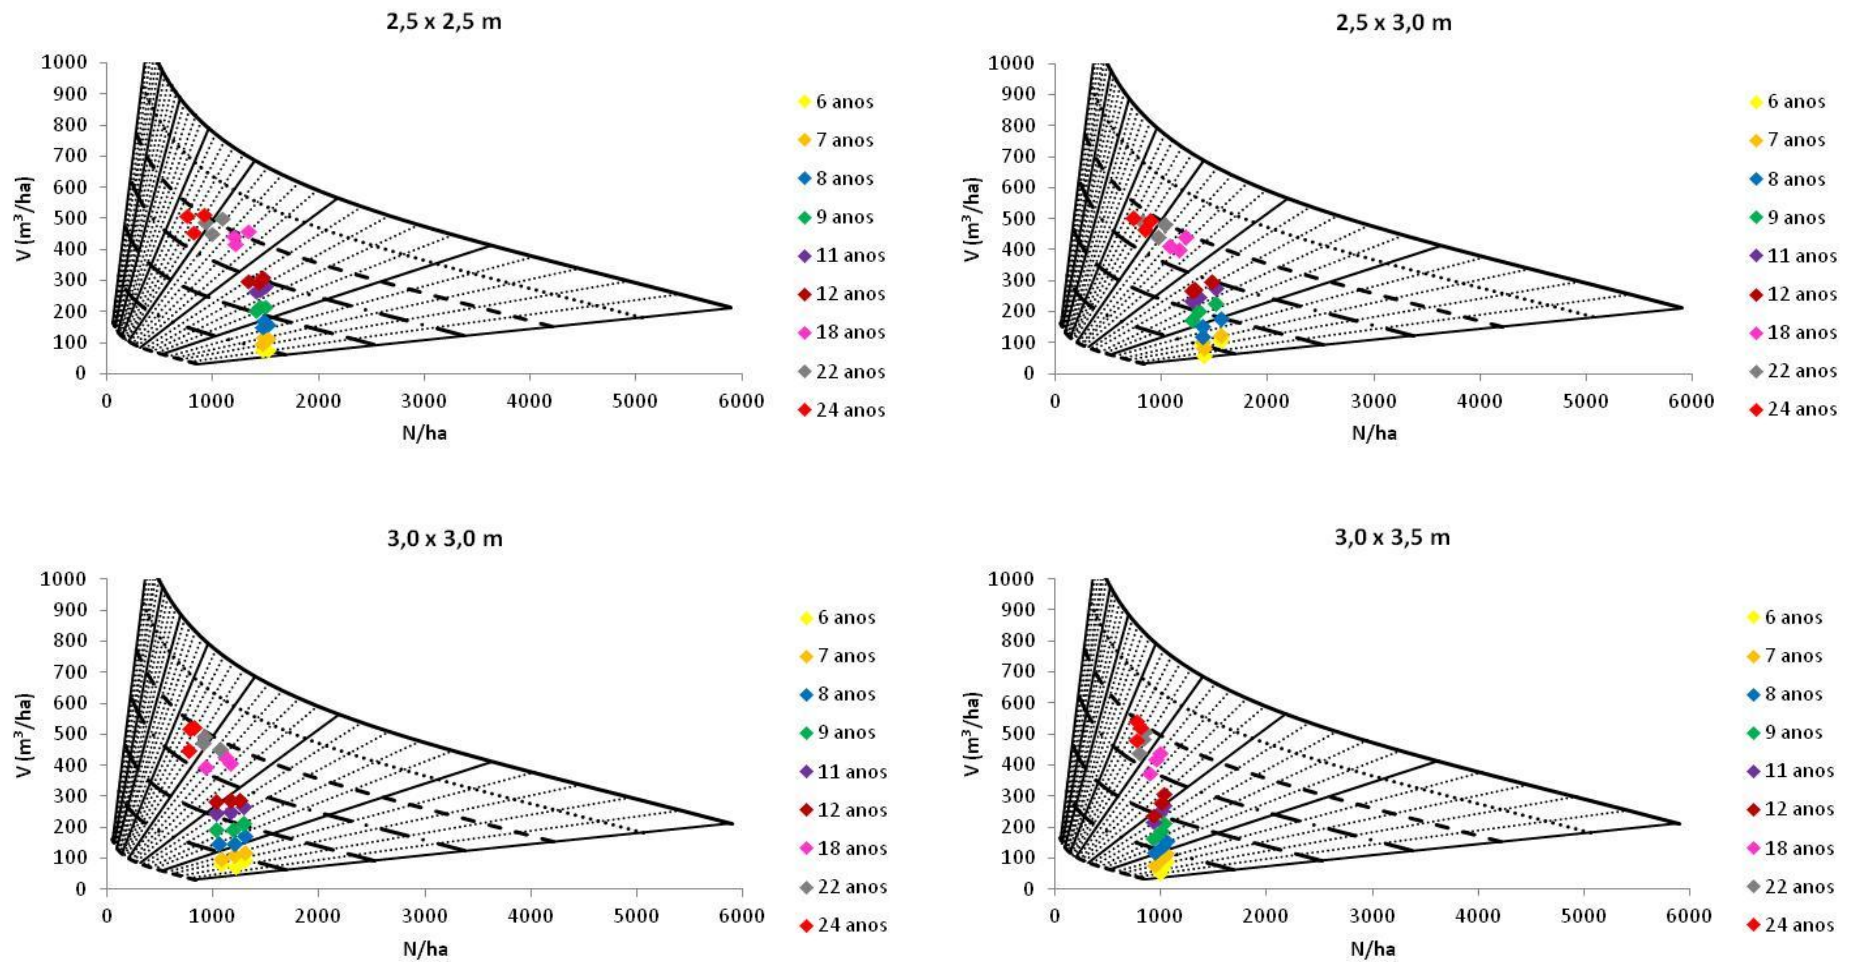 2,5 x 2,5 m
V (m³/ha)
1000
900
800
700
600
500
400
300
200
100
0
0 1000 2000 3000 4000 5000 6000
N/ha
6 anos
7 anos
8 anos
9 anos
11 anos
12 anos
18 anos
22 anos
24 anos
2,5 x 3,0 m
V (m³/ha)
1000
900
800
700
600
500
400
300
200
100
0
0 1000 2000 3000 4000 5000 6000
N/ha
6 anos
7 anos
8 anos
9 anos
11 anos
12 anos
18 anos
22 anos
24 anos
3,0 x 3,0 m
V (m³/ha)
1000
900
800
700
600
500
400
300
200
100
0
0 1000 2000 3000 4000 5000 6000
N/ha
6 anos
7 anos
8 anos
9 anos
11 anos
12 anos
18 anos
22 anos
24 anos
3,0 x 3,5 m
V (m³/ha)
1000
900
800
700
600
500
400
300
200
100
0
0 1000 2000 3000 4000 5000 6000
N/ha
6 anos
7 anos
8 anos
9 anos
11 anos
12 anos
18 anos
22 anos
24 anos